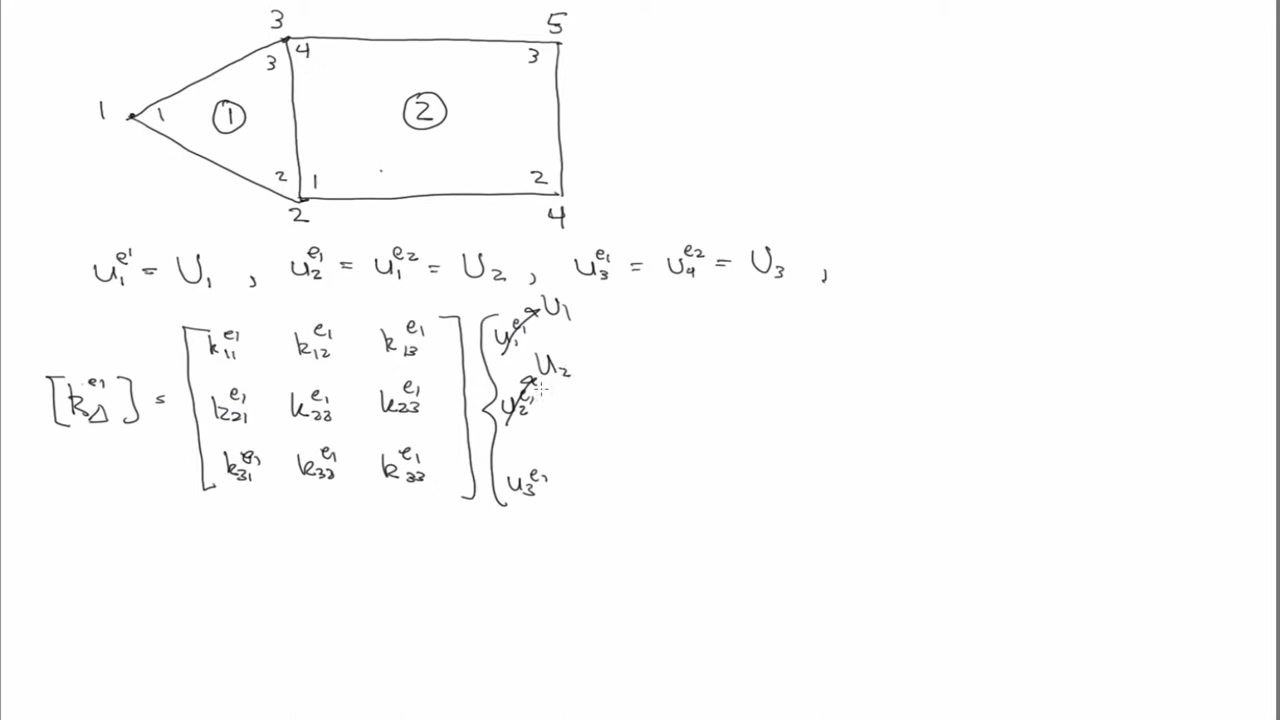 3 5
3 4 3
1 1 ① ②
2 1 2
2 4
u₁^e1 = U₁ , u₂^e1 = u₁^e2 = U₂ , u₃^e1 = u₄^e2 = U₃ ,
k₁₁^e1 k₁₂^e1 k₁₃^e1 u₁^e1 U₁
[k_Δ^e1] = k₂₁^e1 k₂₂^e1 k₂₃^e1 u₂^e1 U₂
k₃₁^e1 k₃₂^e1 k₃₃^e1 u₃^e1